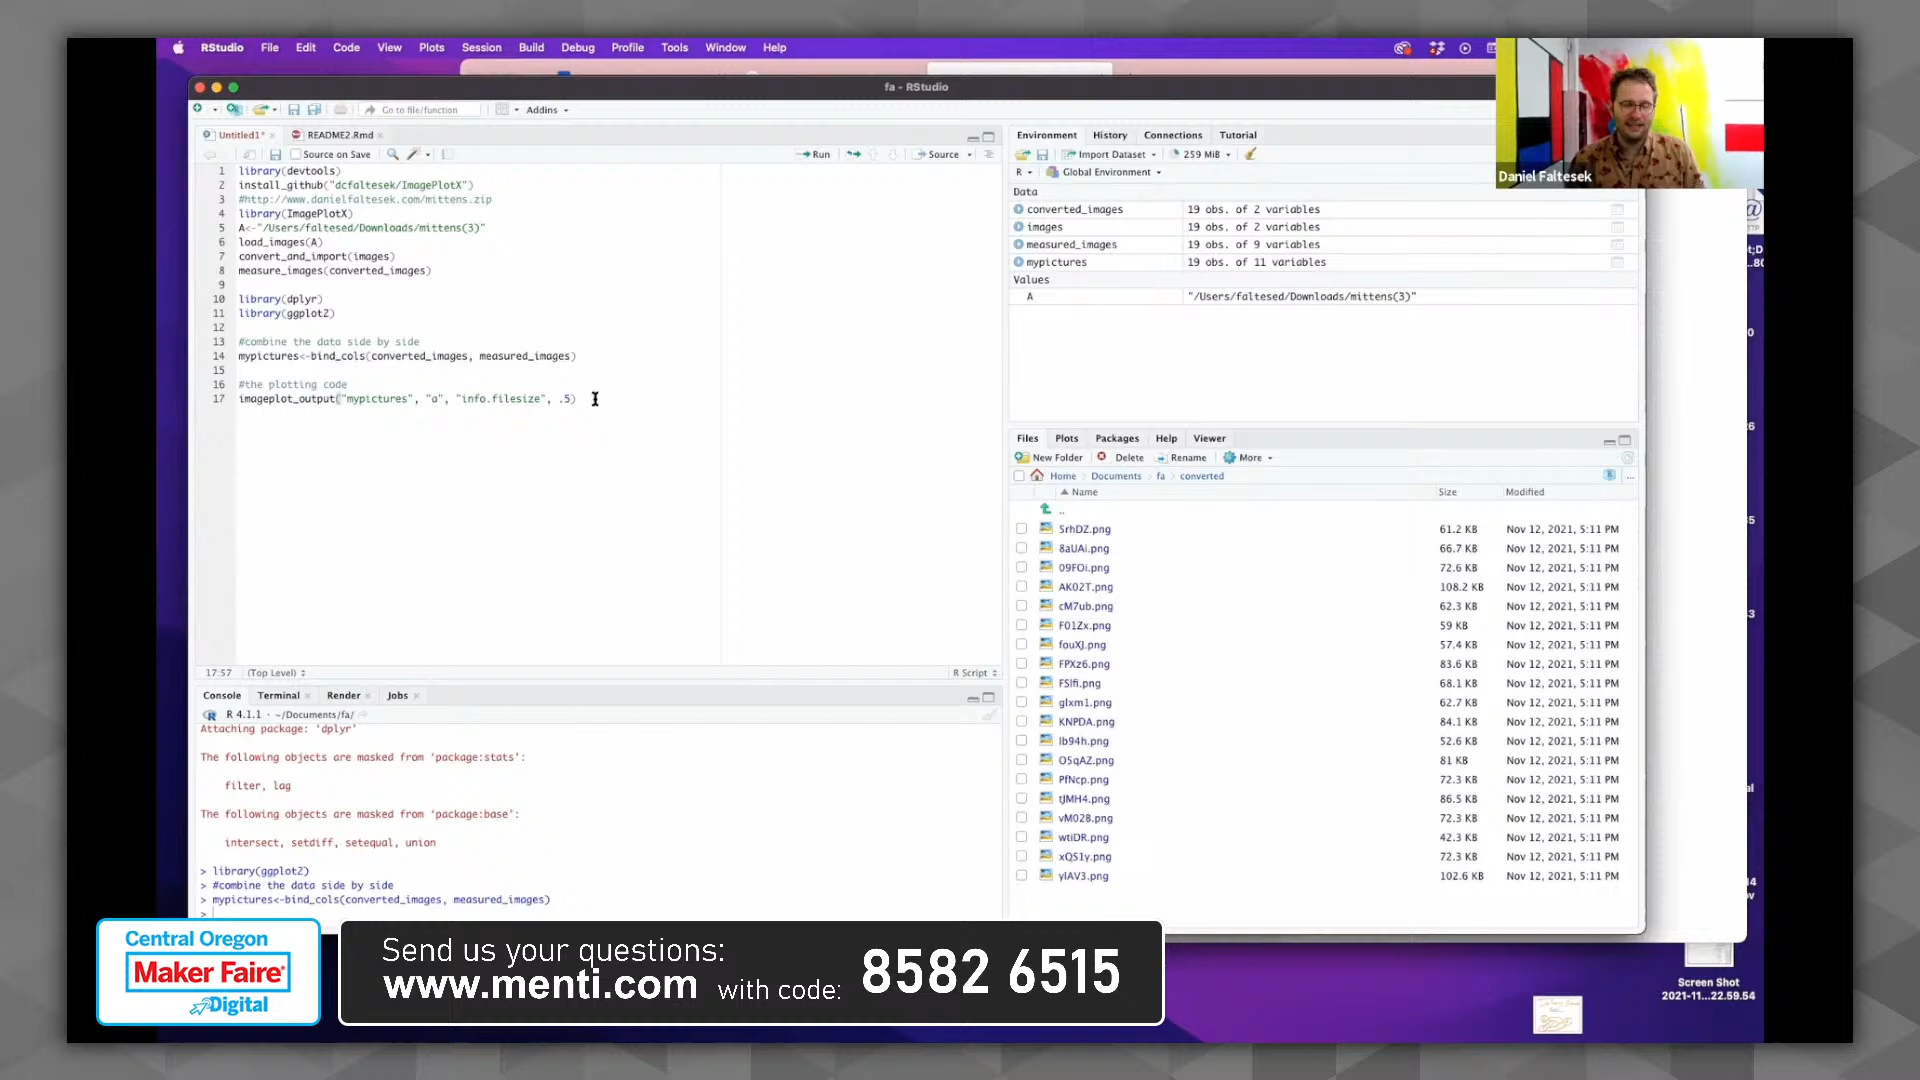 RStudio File Edit Code View Plots Session Build Debug Profile Tools Window Help
fa - RStudio
Go to file/function Addins
Untitled1* README2.Rmd
Source on Save Run Source
1 library(devtools)
2 install_github("dcfaltesek/ImagePlotX")
3 #http://www.danielfaltesek.com/mittens.zip
4 library(ImagePlotX)
5 A<-"/Users/faltesed/Downloads/mittens(3)"
6 load_images(A)
7 convert_and_import(images)
8 measure_images(converted_images)
9
10 library(dplyr)
11 library(ggplot2)
12
13 #combine the data side by side
14 mypictures<-bind_cols(converted_images, measured_images)
15
16 #the plotting code
17 imageplot_output("mypictures", "a", "info.filesize", .5)
17:57 (Top Level) R Script
Console Terminal Render Jobs
R 4.1.1 · ~/Documents/fa/
Attaching package: 'dplyr'
The following objects are masked from 'package:stats':
filter, lag
The following objects are masked from 'package:base':
intersect, setdiff, setequal, union
> library(ggplot2)
> #combine the data side by side
> mypictures<-bind_cols(converted_images, measured_images)
>
Environment History Connections Tutorial
Import Dataset 259 MiB
R Global Environment
Data
converted_images 19 obs. of 2 variables
images 19 obs. of 2 variables
measured_images 19 obs. of 9 variables
mypictures 19 obs. of 11 variables
Values
A "/Users/faltesed/Downloads/mittens(3)"
Files Plots Packages Help Viewer
New Folder Delete Rename More
Home Documents fa converted
Name Size Modified
..
5rhDZ.png 61.2 KB Nov 12, 2021, 5:11 PM
8aUAi.png 66.7 KB Nov 12, 2021, 5:11 PM
09FOi.png 72.6 KB Nov 12, 2021, 5:11 PM
AK02T.png 108.2 KB Nov 12, 2021, 5:11 PM
cM7ub.png 62.3 KB Nov 12, 2021, 5:11 PM
F01Zx.png 59 KB Nov 12, 2021, 5:11 PM
fouXJ.png 57.4 KB Nov 12, 2021, 5:11 PM
FPXz6.png 83.6 KB Nov 12, 2021, 5:11 PM
FSlfi.png 68.1 KB Nov 12, 2021, 5:11 PM
glxm1.png 62.7 KB Nov 12, 2021, 5:11 PM
KNPDA.png 84.1 KB Nov 12, 2021, 5:11 PM
lb94h.png 52.6 KB Nov 12, 2021, 5:11 PM
O5qAZ.png 81 KB Nov 12, 2021, 5:11 PM
PfNcp.png 72.3 KB Nov 12, 2021, 5:11 PM
tJMH4.png 86.5 KB Nov 12, 2021, 5:11 PM
vM02B.png 72.3 KB Nov 12, 2021, 5:11 PM
wtiDR.png 42.3 KB Nov 12, 2021, 5:11 PM
xQS1y.png 72.3 KB Nov 12, 2021, 5:11 PM
ylAV3.png 102.6 KB Nov 12, 2021, 5:11 PM
Daniel Faltesek
Screen Shot
2021-11...22.59.54
Central Oregon
Maker Faire
Digital
Send us your questions:
www.menti.com with code: 8582 6515